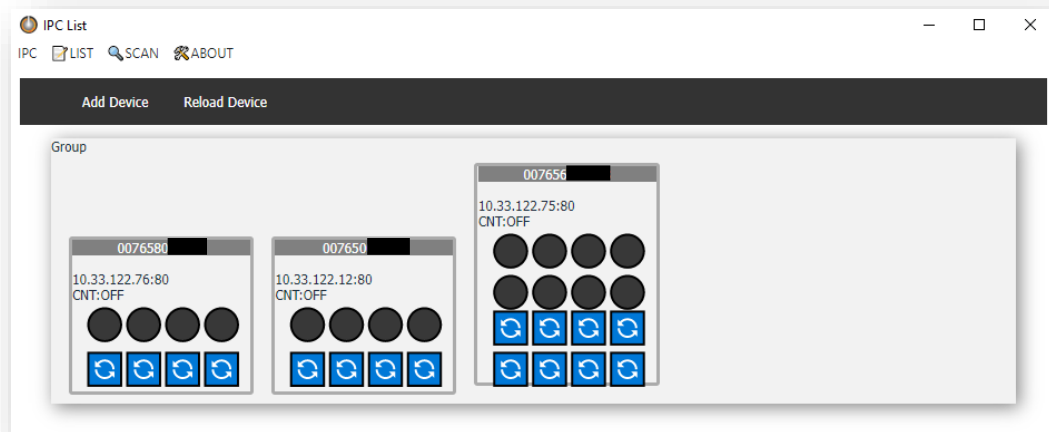 IPC List
IPC LIST SCAN ABOUT
Add Device Reload Device
Group
007656
10.33.122.75:80
CNT:OFF
0076580
10.33.122.76:80
CNT:OFF
007650
10.33.122.12:80
CNT:OFF